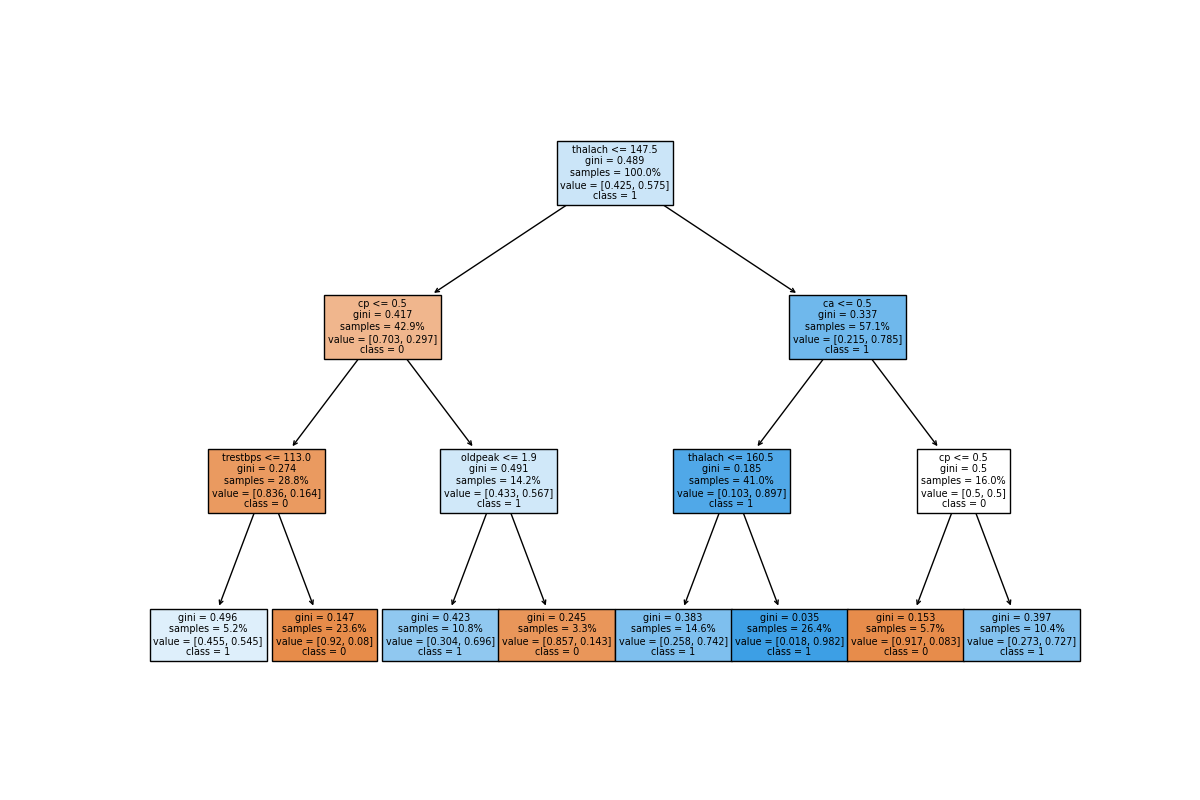 thalach <= 147.5
gini = 0.489
samples = 100.0%
value = [0.425, 0.575]
class = 1
cp <= 0.5
gini = 0.417
samples = 42.9%
value = [0.703, 0.297]
class = 0
ca <= 0.5
gini = 0.337
samples = 57.1%
value = [0.215, 0.785]
class = 1
trestbps <= 113.0
gini = 0.274
samples = 28.8%
value = [0.836, 0.164]
class = 0
oldpeak <= 1.9
gini = 0.491
samples = 14.2%
value = [0.433, 0.567]
class = 1
thalach <= 160.5
gini = 0.185
samples = 41.0%
value = [0.103, 0.897]
class = 1
cp <= 0.5
gini = 0.5
samples = 16.0%
value = [0.5, 0.5]
class = 0
gini = 0.496
samples = 5.2%
value = [0.455, 0.545]
class = 1
gini = 0.147
samples = 23.6%
value = [0.92, 0.08]
class = 0
gini = 0.423
samples = 10.8%
value = [0.304, 0.696]
class = 1
gini = 0.245
samples = 3.3%
value = [0.857, 0.143]
class = 0
gini = 0.383
samples = 14.6%
value = [0.258, 0.742]
class = 1
gini = 0.035
samples = 26.4%
value = [0.018, 0.982]
class = 1
gini = 0.153
samples = 5.7%
value = [0.917, 0.083]
class = 0
gini = 0.397
samples = 10.4%
value = [0.273, 0.727]
class = 1